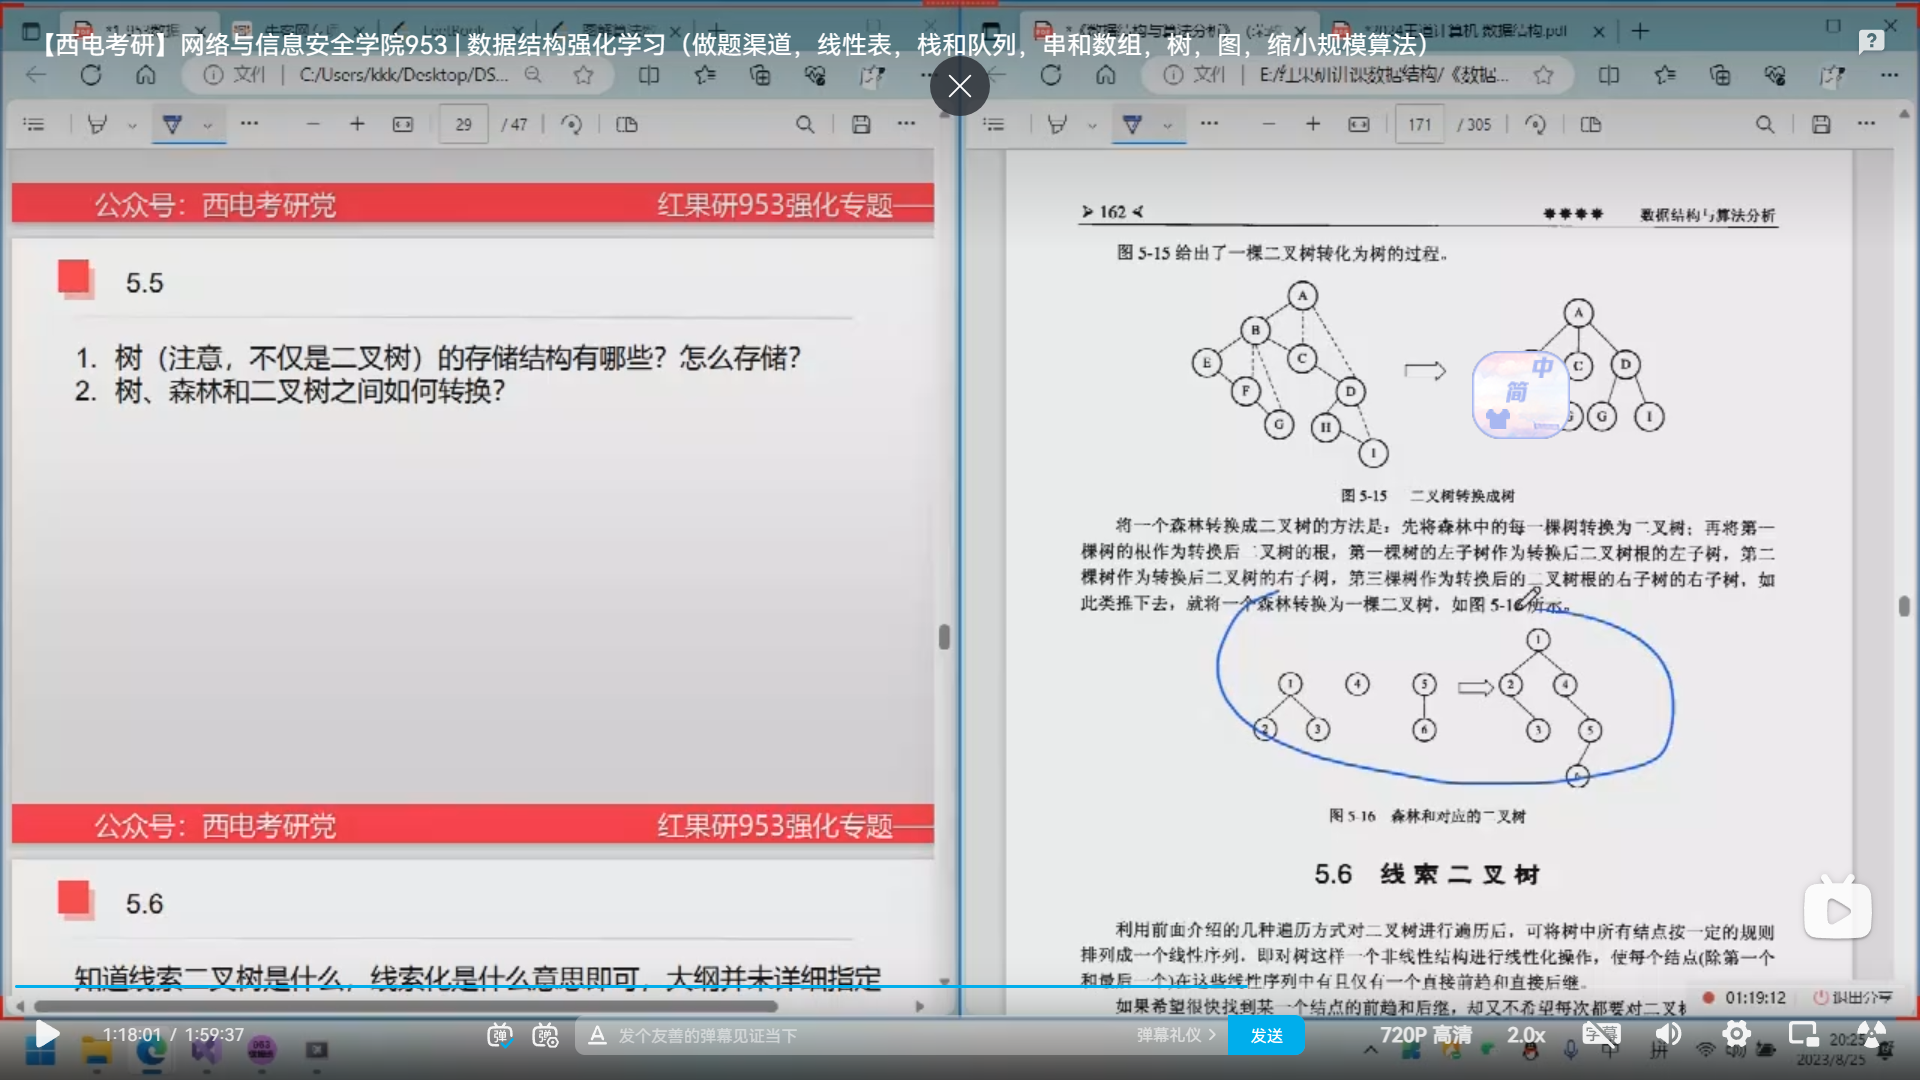 【西电考研】网络与信息安全学院953 | 数据结构强化学习（做题渠道，线性表，栈和队列，串和数组，树，图，缩小规模算法）
文件 | C:/Users/kkk/Desktop/DS...
29 / 47
公众号：西电考研党 红果研953强化专题——
5.5
1. 树（注意，不仅是二叉树）的存储结构有哪些？怎么存储？
2. 树、森林和二叉树之间如何转换？
公众号：西电考研党 红果研953强化专题——
5.6
知道线索二叉树是什么，线索化是什么意思即可，大纲并未详细指定
文件
171 / 305
162 数据结构与算法分析
图 5-15 给出了一棵二叉树转化为树的过程。
A
B
E C
F D
G H
I
A
C D
G I
中
简
图 5-15 二叉树转换成树
将一个森林转换成二叉树的方法是：先将森林中的每一棵树转换为二叉树；再将第一
棵树的根作为转换后二叉树的根，第一棵树的左子树作为转换后二叉树根的左子树，第二
棵树作为转换后二叉树的右子树，第三棵树作为转换后的二叉树根的右子树的右子树，如
此类推下去，就将一个森林转换为一棵二叉树，如图 5-16 所示。
1
1 4 5 2 4
2 3 6 3 5
图 5-16 森林和对应的二叉树
5.6 线索二叉树
利用前面介绍的几种遍历方式对二叉树进行遍历后，可将树中所有结点按一定的规则
排列成一个线性序列，即对树这样一个非线性结构进行线性化操作，使每个结点(除第一个
和最后一个)在这些线性序列中有且仅有一个直接前趋和直接后继。
如果希望很快找到某一个结点的前趋和后继，却又不希望每次都要对二叉
01:19:12 退出分享
1:18:01 / 1:59:37
弹
弹
A 发个友善的弹幕见证当下
弹幕礼仪 >
发送
720P 高清
2.0x
字幕
中 拼
20:25
2023/8/25